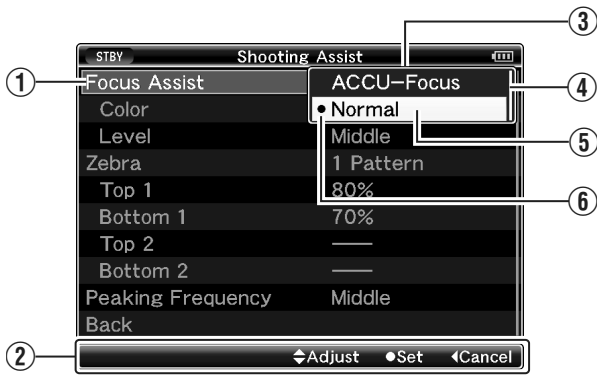 ③
STBY Shooting Assist
① Focus Assist ACCU-Focus ④
Color Normal
Level Middle ⑤
Zebra 1 Pattern
Top 1 80% ⑥
Bottom 1 70%
Top 2 ——
Bottom 2 ——
Peaking Frequency Middle
Back
② Adjust ●Set Cancel